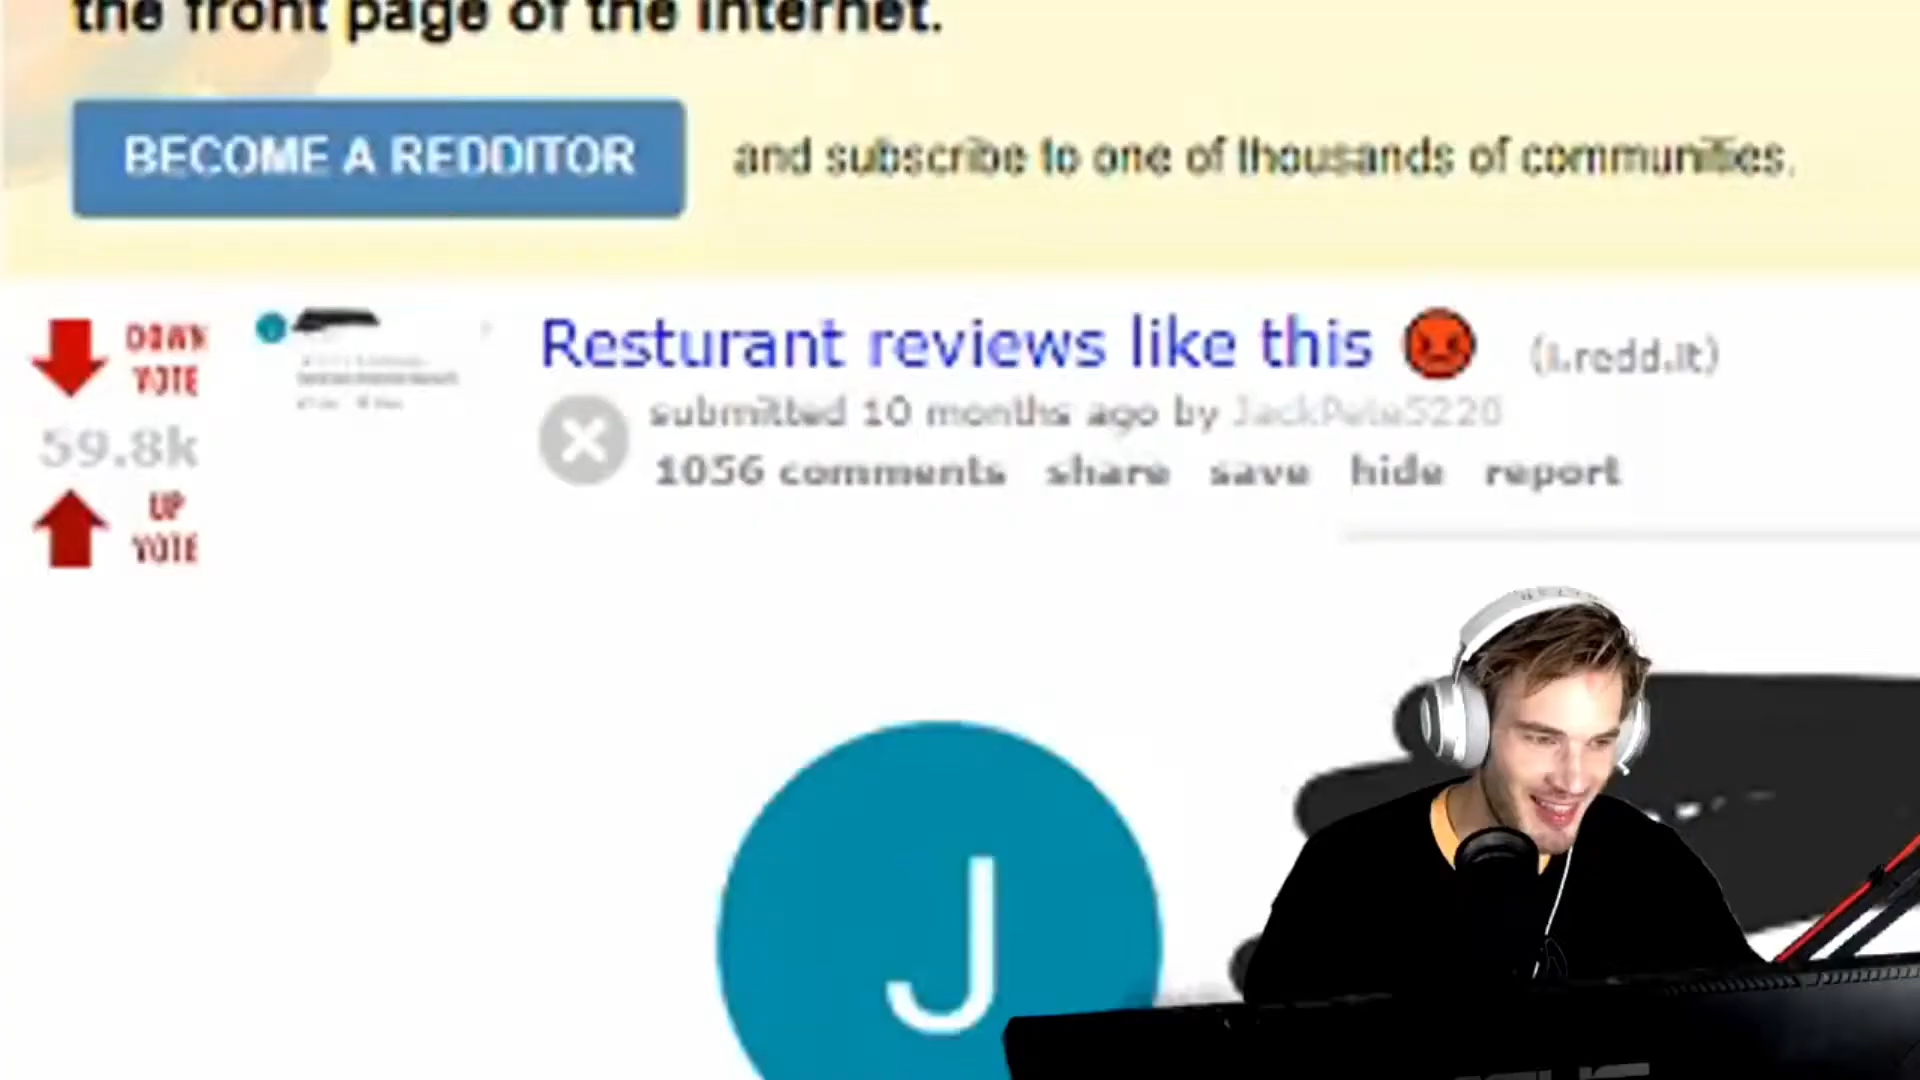 the front page of the internet.
BECOME A REDDITOR
and subscribe to one of thousands of communities.
DOWN
VOTE
59.8k
UP
VOTE
Resturant reviews like this 😡 (i.redd.it)
submitted 10 months ago by JackPete5220
1056 comments share save hide report
J